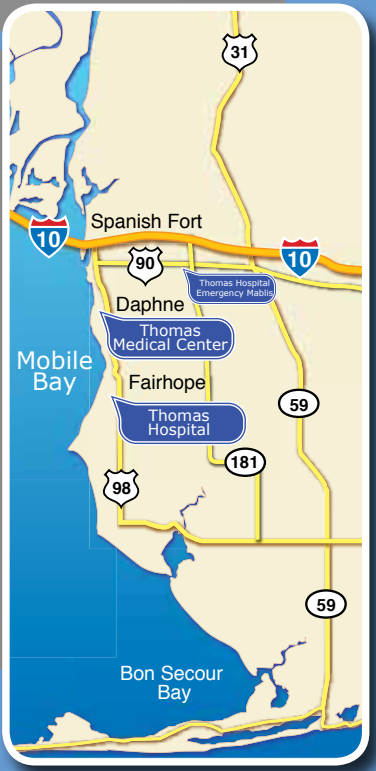 31
Spanish Fort
10
10
90
Thomas Hospital
Emergency Mablis
Daphne
Thomas
Medical Center
Mobile
Bay
Fairhope
Thomas
Hospital
59
181
98
59
Bon Secour
Bay